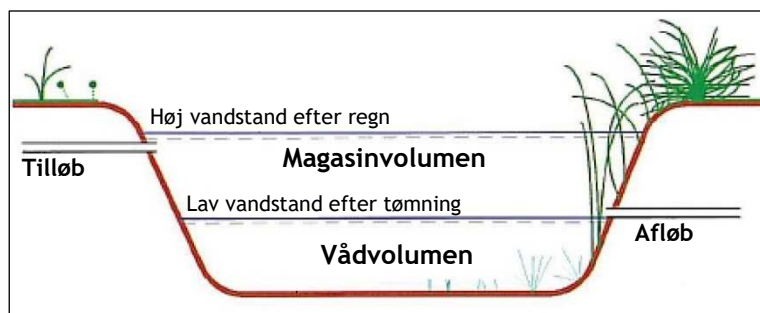 Høj vandstand efter regn
Magasinvolumen
Tilløb
Lav vandstand efter tømning
Afløb
Vådvolumen